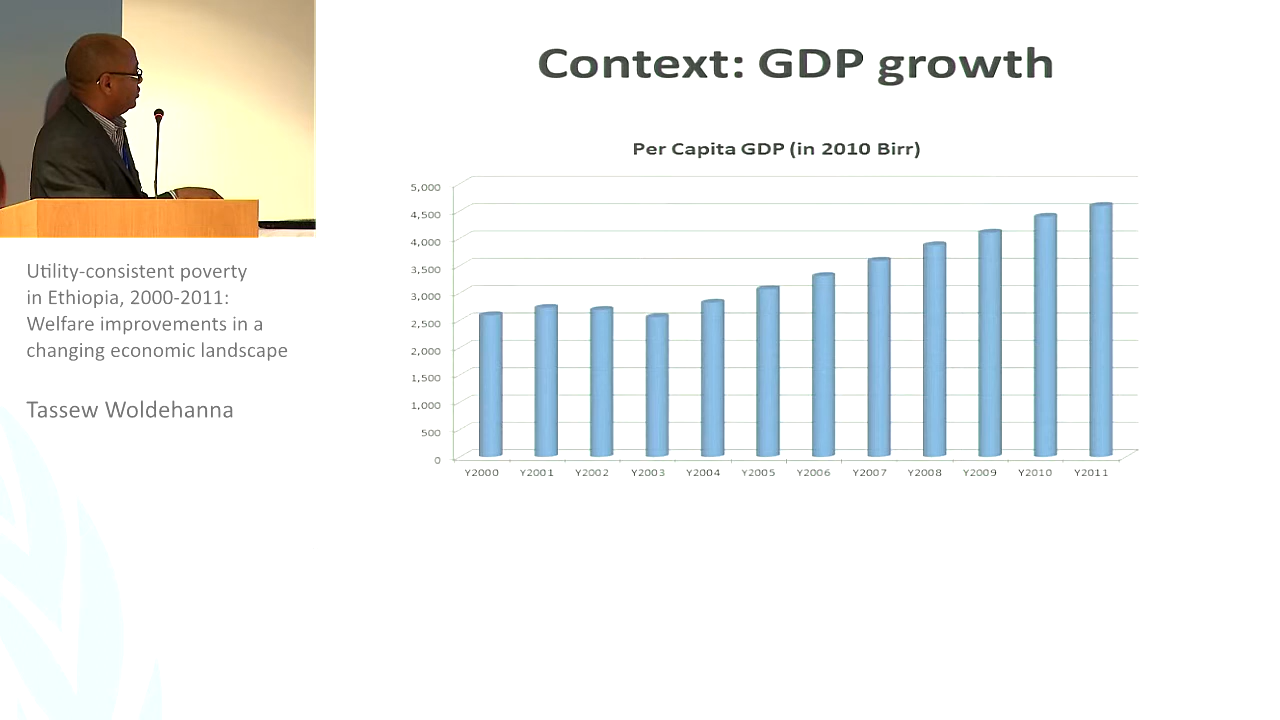 Context: GDP growth
Per Capita GDP (in 2010 Birr)
5,000
4,500
4,000
3,500
3,000
2,500
2,000
1,500
1,000
500
0
Y2000 Y2001 Y2002 Y2003 Y2004 Y2005 Y2006 Y2007 Y2008 Y2009 Y2010 Y2011
Utility-consistent poverty
in Ethiopia, 2000-2011:
Welfare improvements in a
changing economic landscape
Tassew Woldehanna